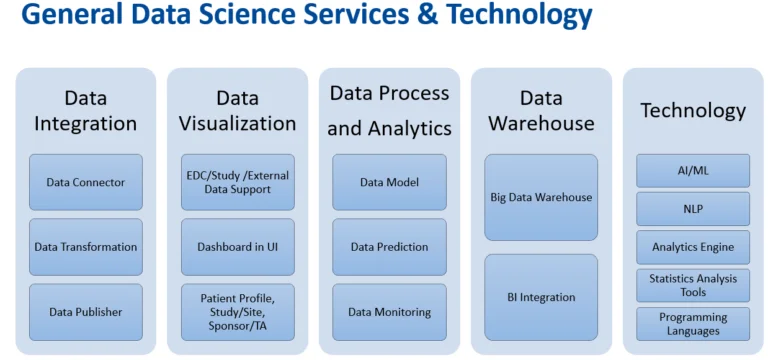 General Data Science Services & Technology
Data
Integration
Data Connector
Data Transformation
Data Publisher
Data
Visualization
EDC/Study /External
Data Support
Dashboard in UI
Patient Profile,
Study/Site,
Sponsor/TA
Data Process
and Analytics
Data Model
Data Prediction
Data Monitoring
Data
Warehouse
Big Data Warehouse
BI Integration
Technology
AI/ML
NLP
Analytics Engine
Statistics Analysis
Tools
Programming
Languages